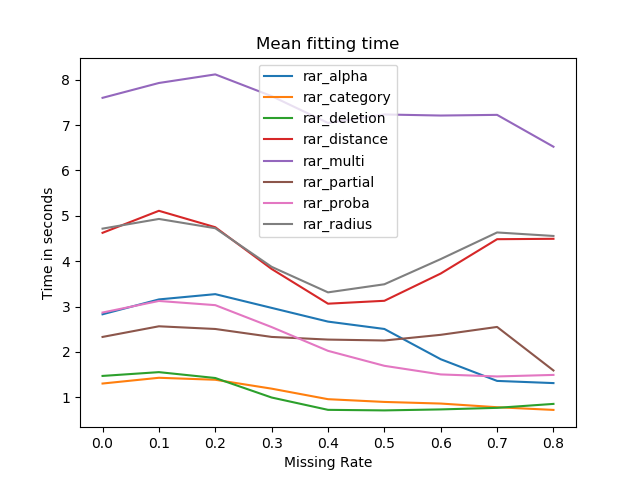 Mean fitting time
Time in seconds
8
7
6
5
4
3
2
1
rar_alpha
rar_category
rar_deletion
rar_distance
rar_multi
rar_partial
rar_proba
rar_radius
0.0 0.1 0.2 0.3 0.4 0.5 0.6 0.7 0.8
Missing Rate